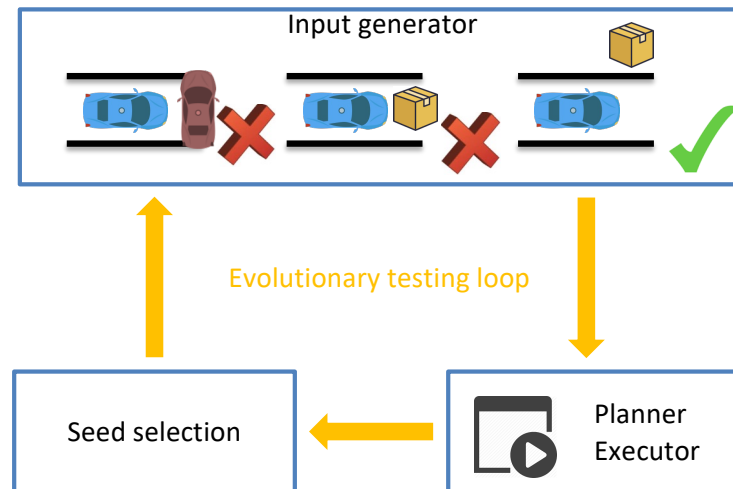 Input generator
Evolutionary testing loop
Seed selection
Planner
Executor